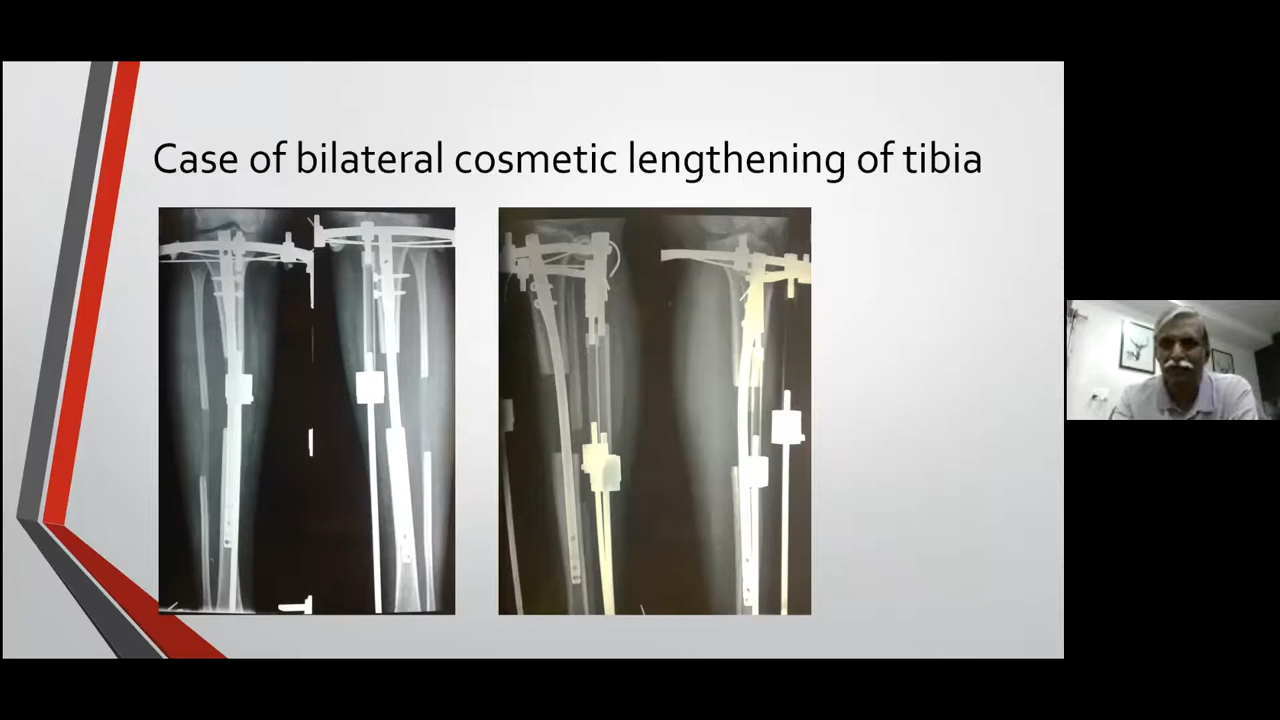 Case of bilateral cosmetic lengthening of tibia